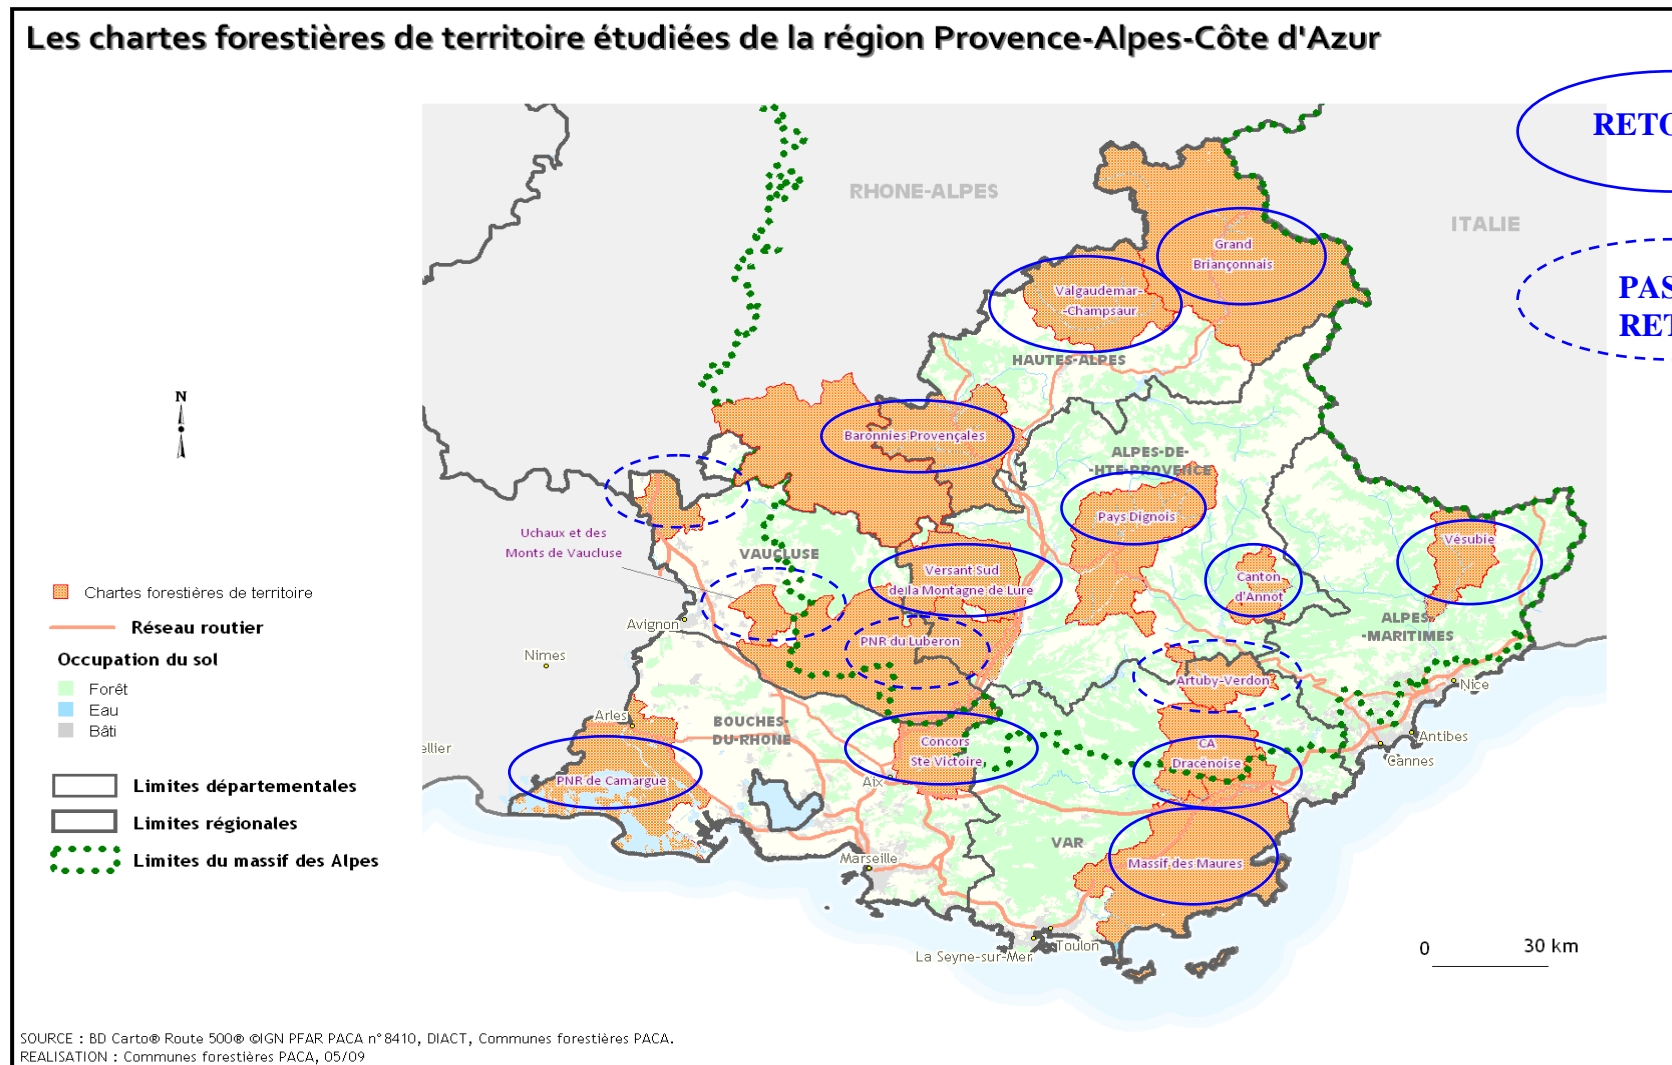 Les chartes forestières de territoire étudiées de la région Provence-Alpes-Côte d'Azur
RETO
PAS
RET
RHONE-ALPES
ITALIE
Grand
Briançonnais
Valgaudemar-
-Champsaur
HAUTES-ALPES
Baronnies Provençales
ALPES-DE-
-HTE-PROVENCE
Pays Dignois
Uchaux et des
Monts de Vaucluse
VAUCLUSE
Vésubie
Versant Sud
de la Montagne de Lure
Canton
d'Annot
ALPES-
-MARITIMES
Avignon
PNR du Luberon
Nimes
Artuby-Verdon
Nice
Arles
BOUCHES-
DU-RHONE
Concors
Ste Victoire
CA
Dracénoise
Antibes
Cannes
ellier
PNR de Camargue
Aix
VAR
Marseille
Massif des Maures
Toulon
La Seyne-sur-Mer
N
Chartes forestières de territoire
Réseau routier
Occupation du sol
Forêt
Eau
Bâti
Limites départementales
Limites régionales
Limites du massif des Alpes
0 30 km
SOURCE : BD Carto® Route 500® ©IGN PFAR PACA n°8410, DIACT, Communes forestières PACA.
REALISATION : Communes forestières PACA, 05/09